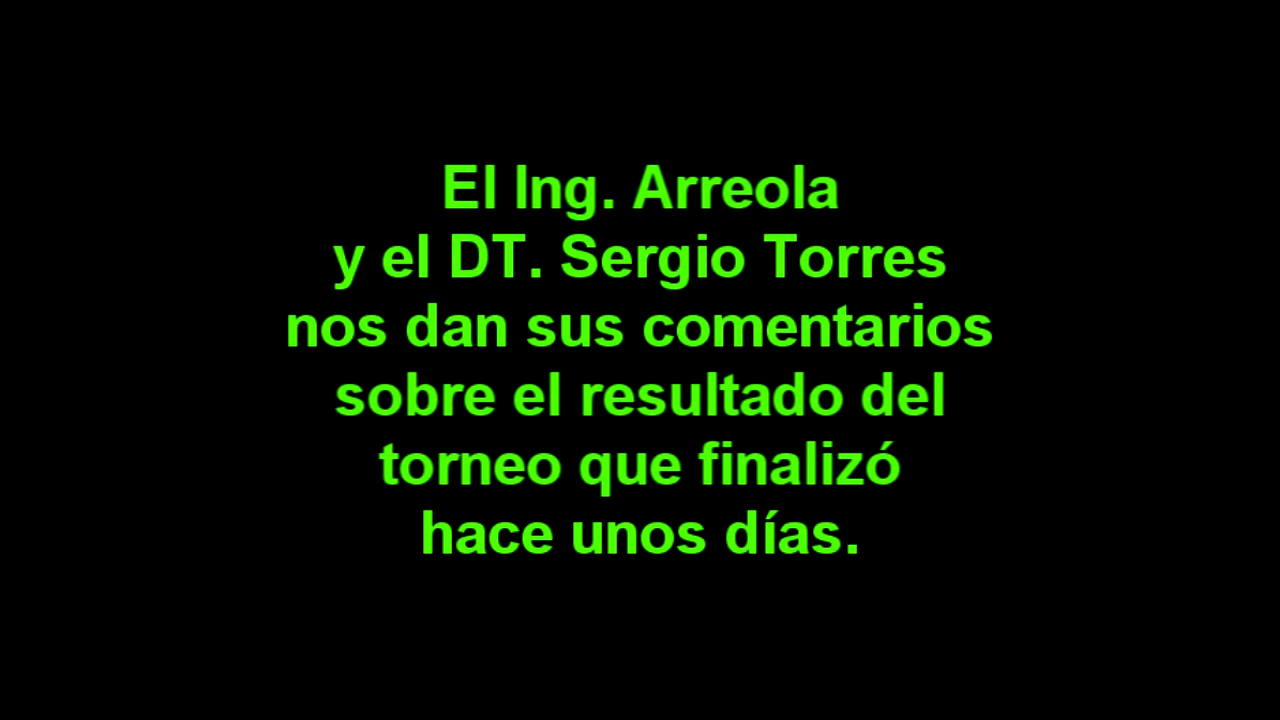 El Ing. Arreola
y el DT. Sergio Torres
nos dan sus comentarios
sobre el resultado del
torneo que finalizó
hace unos días.